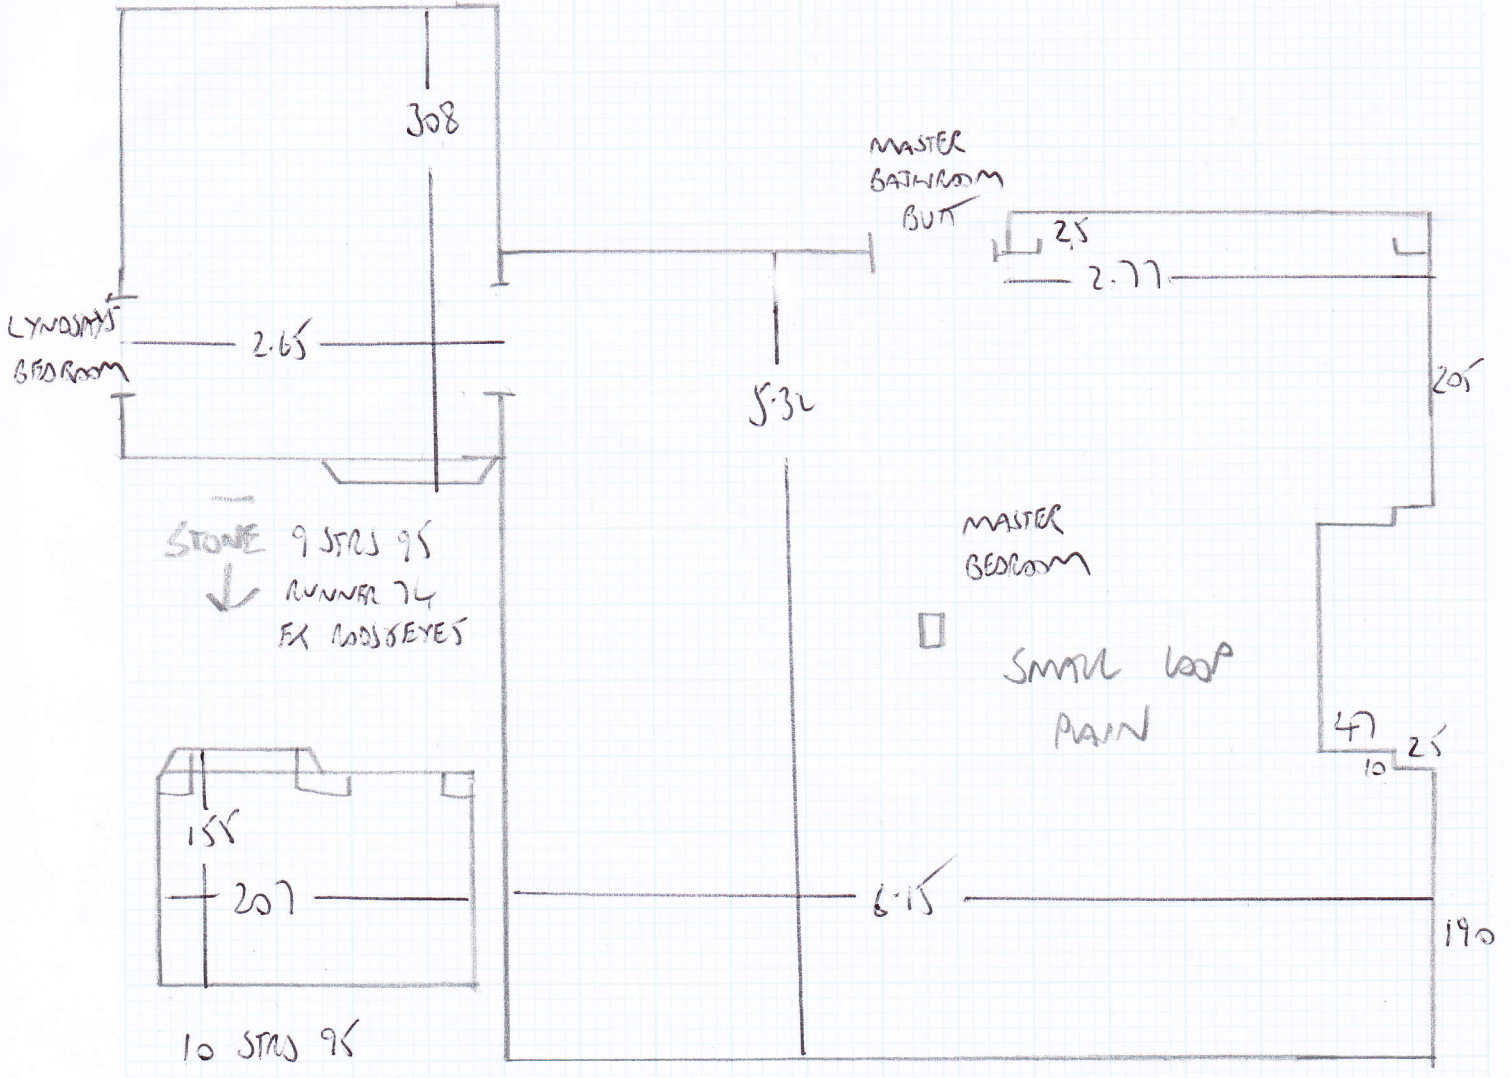 308
MASTER
BATHROOM
BUTT
25
2.77
LYNDSAYS
BEDROOM
2.65
205
5.32
STONE
9 STRS 95
RUNNER 74
EX RODS & EYES
MASTER
BEDROOM
SMALL LOOP
PLAIN
47
25
10
155
207
6.15
190
10 STRS 95